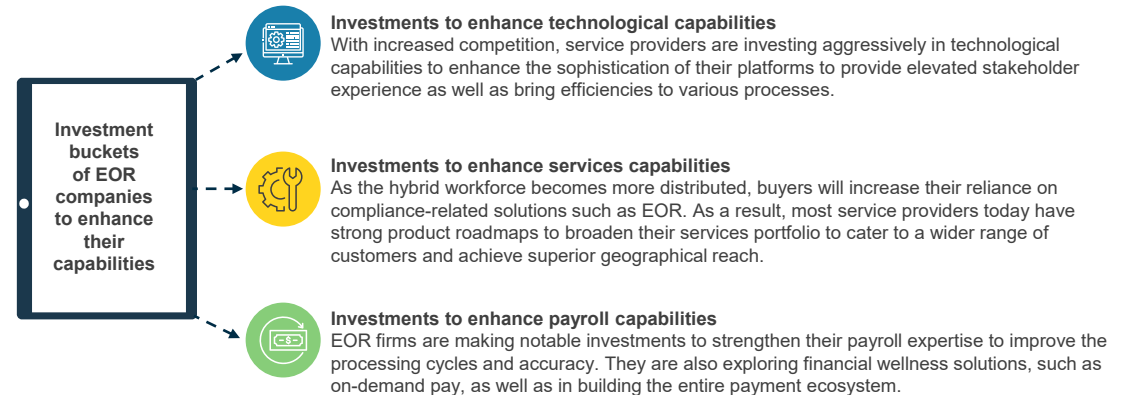 Investment
buckets
of EOR
companies
to enhance
their
capabilities
Investments to enhance technological capabilities
With increased competition, service providers are investing aggressively in technological
capabilities to enhance the sophistication of their platforms to provide elevated stakeholder
experience as well as bring efficiencies to various processes.
Investments to enhance services capabilities
As the hybrid workforce becomes more distributed, buyers will increase their reliance on
compliance-related solutions such as EOR. As a result, most service providers today have
strong product roadmaps to broaden their services portfolio to cater to a wider range of
customers and achieve superior geographical reach.
Investments to enhance payroll capabilities
EOR firms are making notable investments to strengthen their payroll expertise to improve the
processing cycles and accuracy. They are also exploring financial wellness solutions, such as
on-demand pay, as well as in building the entire payment ecosystem.